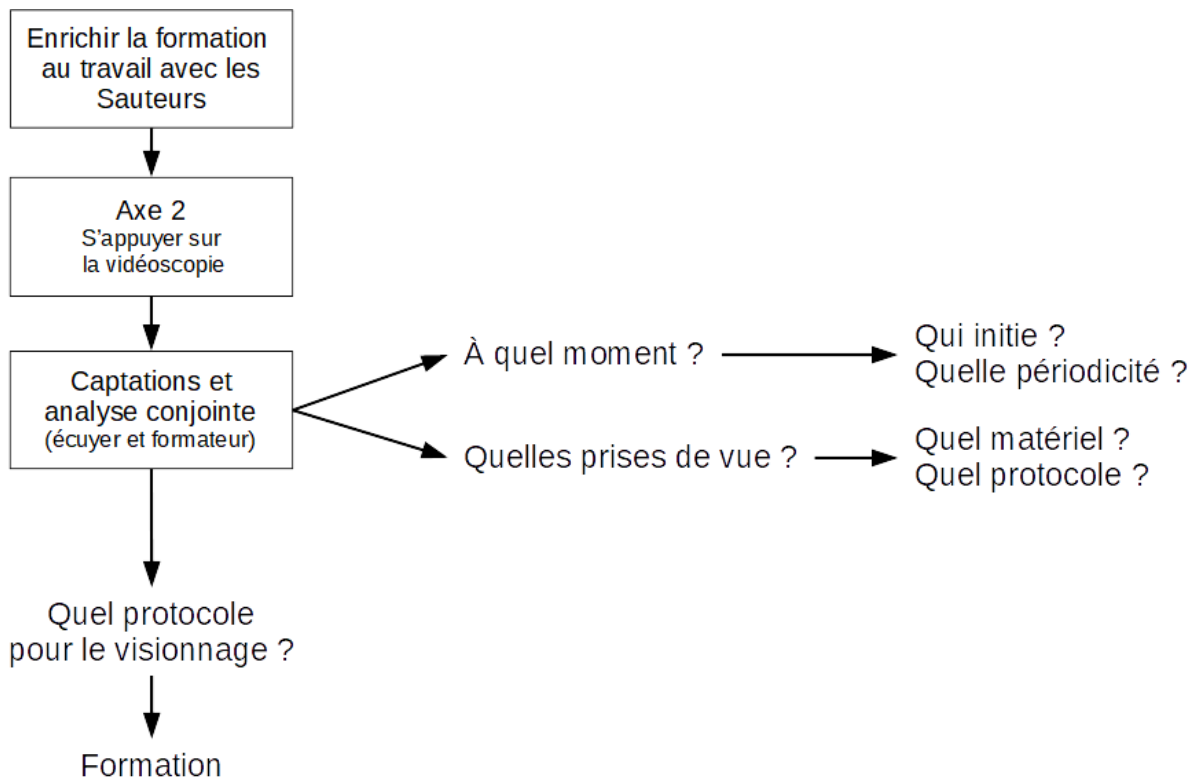 Enrichir la formation
au travail avec les
Sauteurs
Axe 2
S'appuyer sur
la vidéoscopie
Captations et
analyse conjointe
(écuyer et formateur)
À quel moment ?
Qui initie ?
Quelle périodicité ?
Quelles prises de vue ?
Quel matériel ?
Quel protocole ?
Quel protocole
pour le visionnage ?
Formation